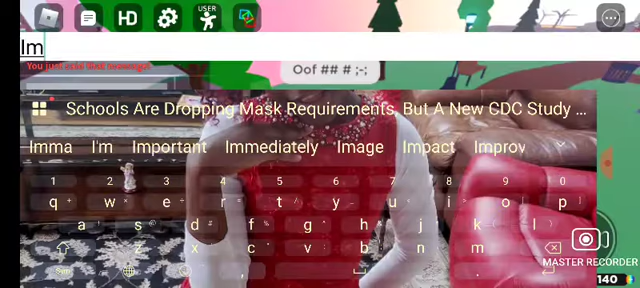 HD USER
Im
You just sent that message!
Oof ## # ;-;
Schools Are Dropping Mask Requirements, But A New CDC Study ...
Imma I'm Important Immediately Image Impact Improv
1 2 3 4 5 6 7 8 9 0
q w e r t y u i o p
a s d f g h j k l
z x c v b n m
Sym , .
MASTER RECORDER
140